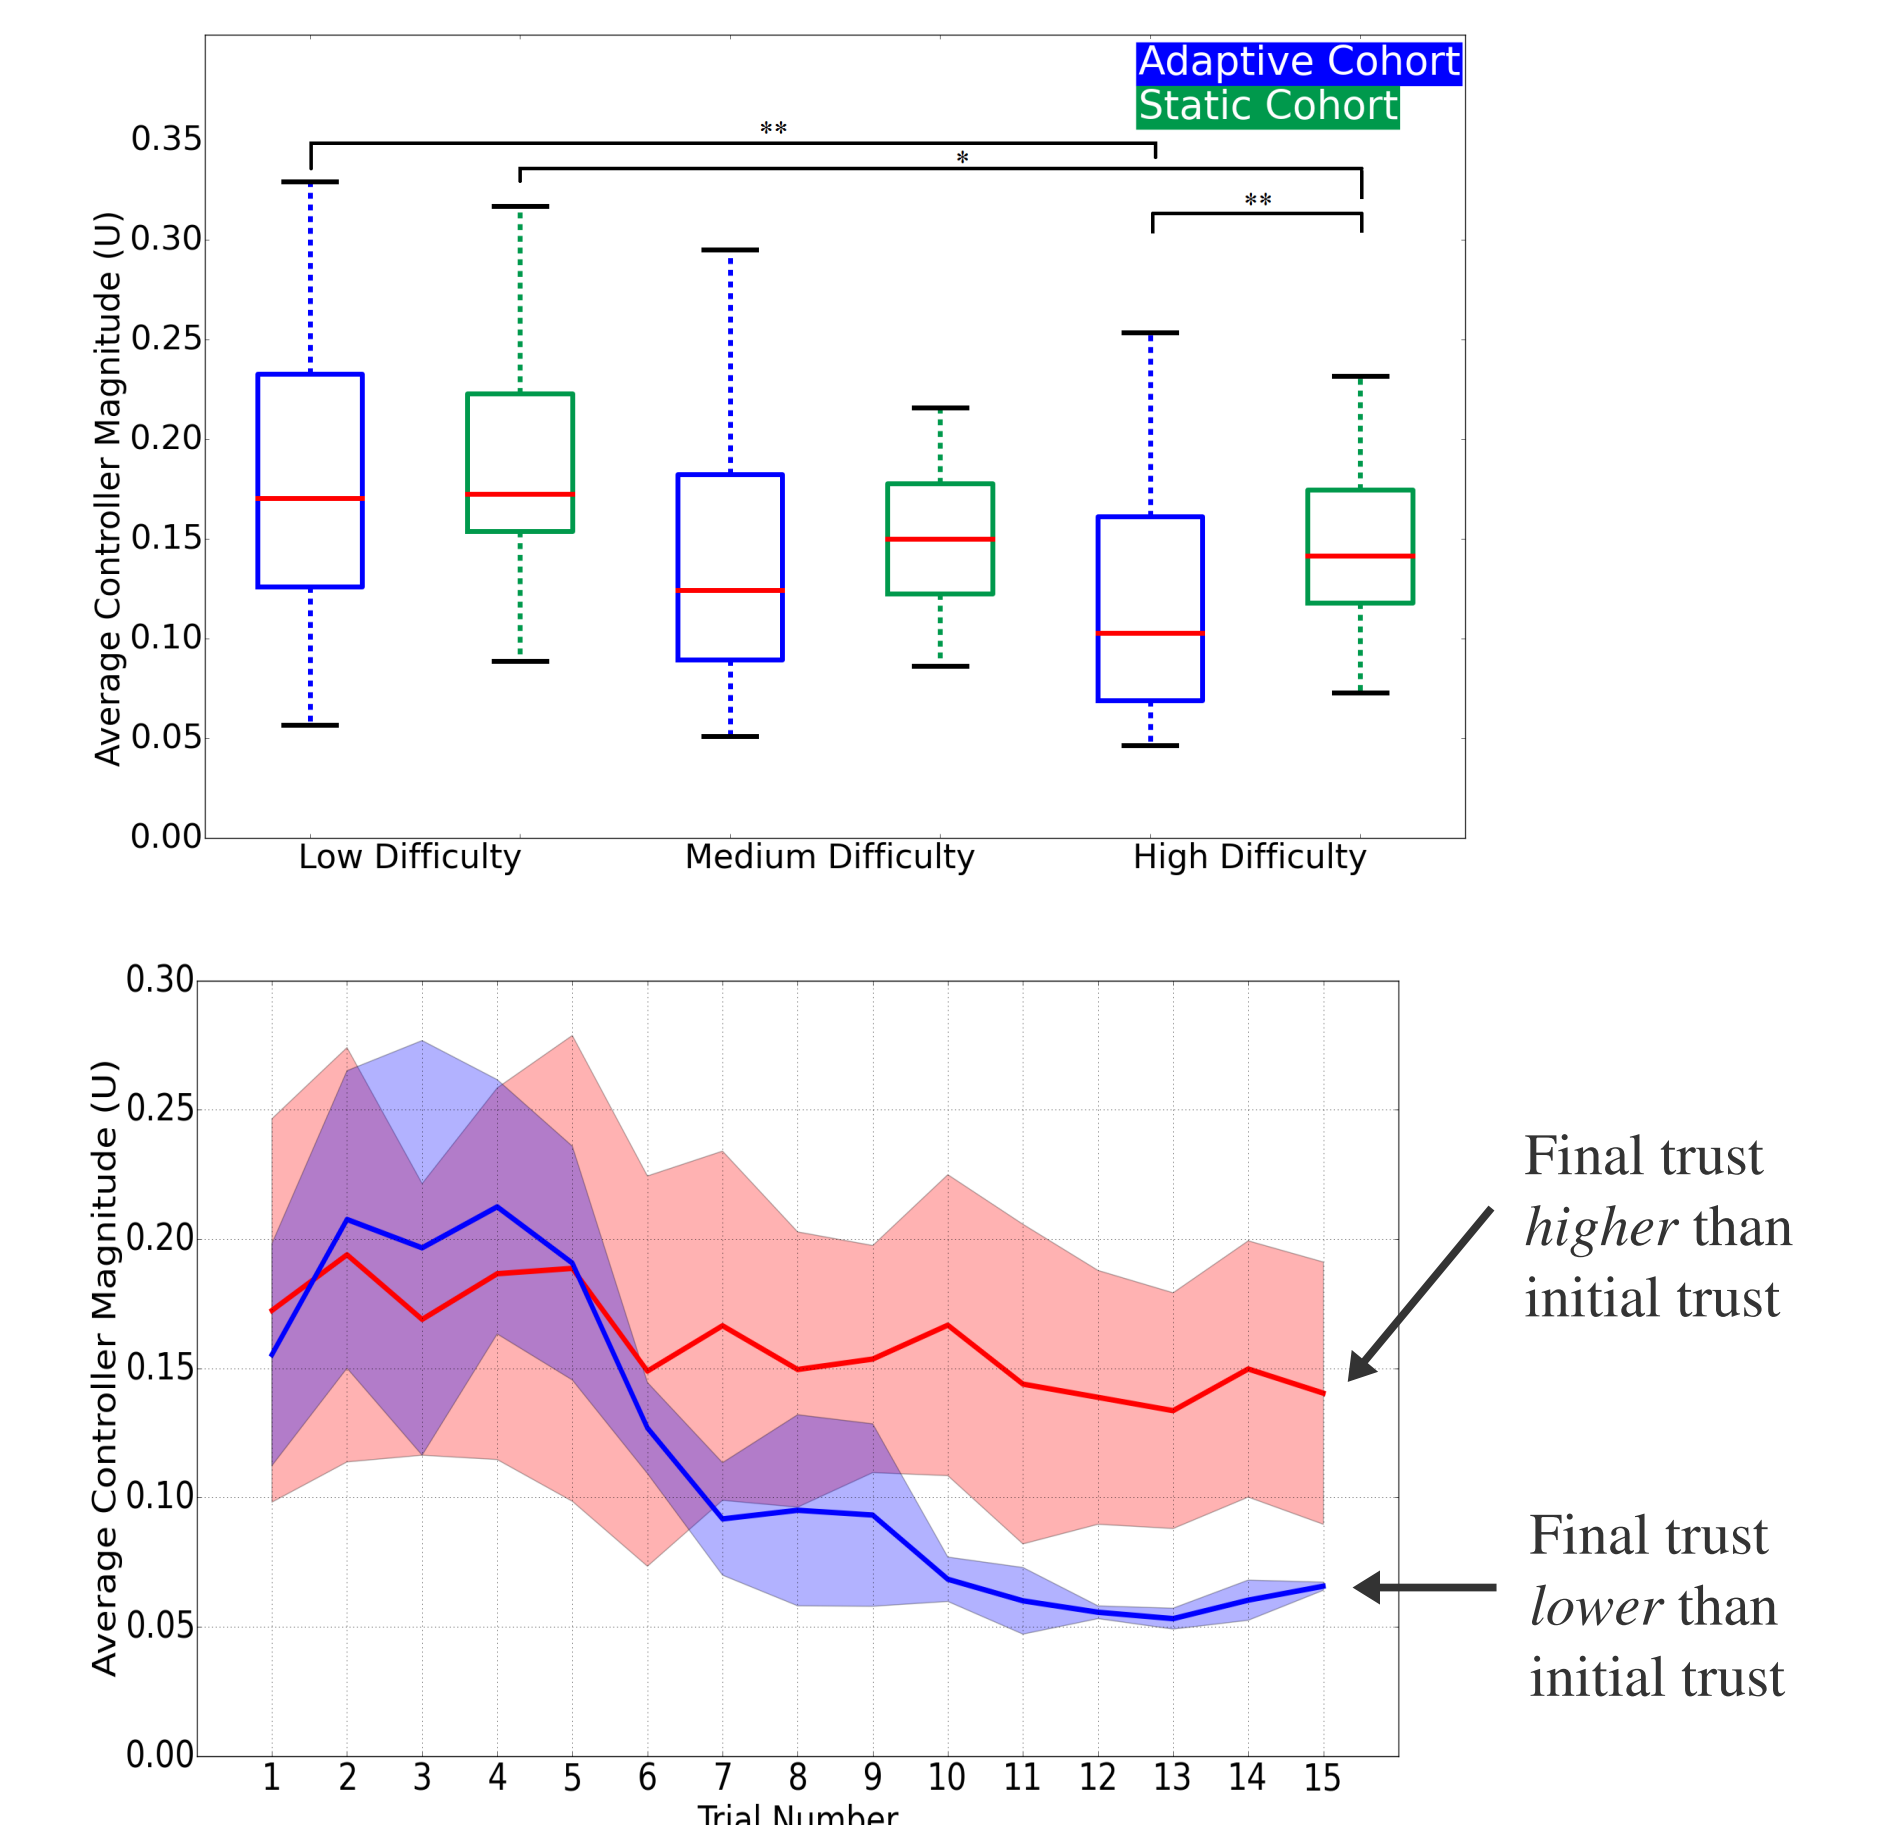 Adaptive Cohort
Static Cohort
**
*
**
0.35
0.30
0.25
0.20
0.15
0.10
0.05
0.00
Average Controller Magnitude (U)
Low Difficulty Medium Difficulty High Difficulty
0.30
0.25
0.20
0.15
0.10
0.05
0.00
Average Controller Magnitude (U)
1 2 3 4 5 6 7 8 9 10 11 12 13 14 15
Trial Number
Final trust
higher than
initial trust
Final trust
lower than
initial trust